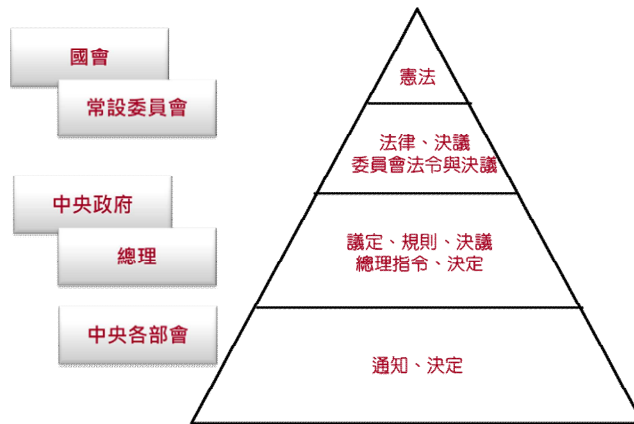 國會
常設委員會
中央政府
總理
中央各部會
憲法
法律、決議
委員會法令與決議
議定、規則、決議
總理指令、決定
通知、決定